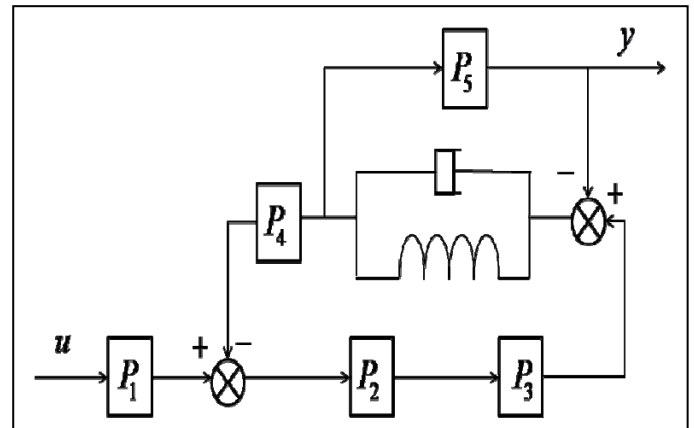 y
P₅
− +
P₄
u + −
P₁ P₂ P₃